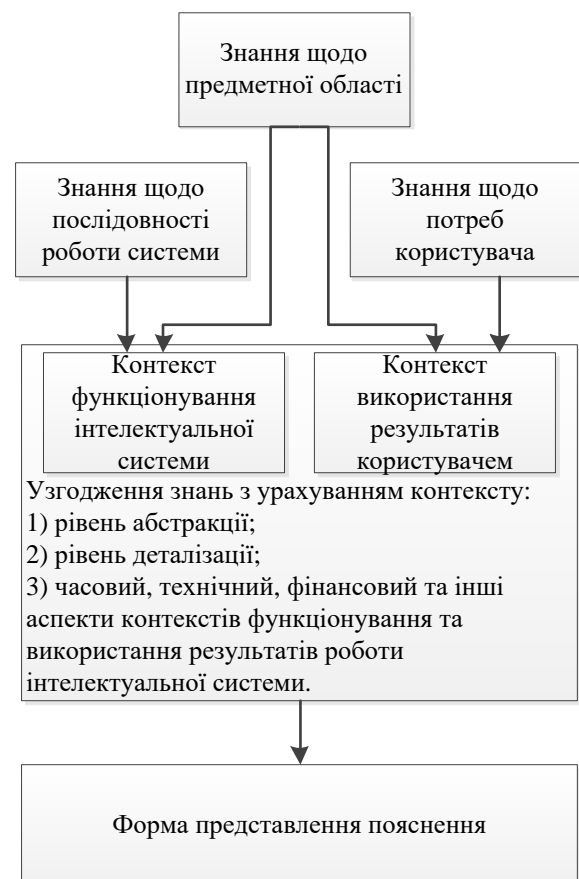 Знання щодо
предметної області
Знання щодо
послідовності
роботи системи
Знання щодо
потреб
користувача
Контекст
функціонування
інтелектуальної
системи
Контекст
використання
результатів
користувачем
Узгодження знань з урахуванням контексту:
1) рівень абстракції;
2) рівень деталізації;
3) часовий, технічний, фінансовий та інші
аспекти контекстів функціонування та
використання результатів роботи
інтелектуальної системи.
Форма представлення пояснення